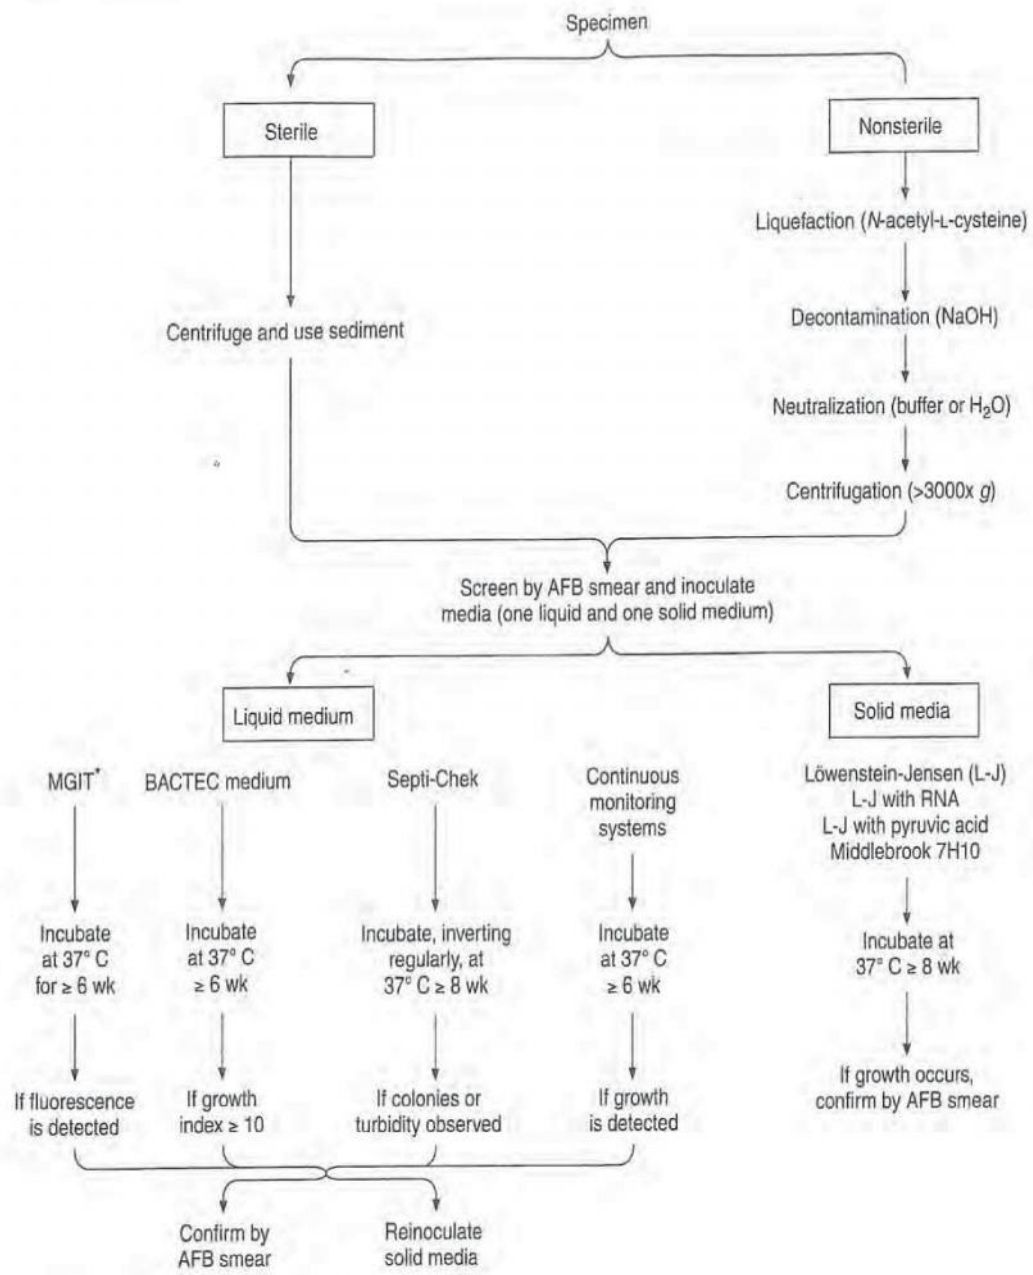 Specimen
Sterile
Nonsterile
Liquefaction (N-acetyl-L-cysteine)
Centrifuge and use sediment
Decontamination (NaOH)
Neutralization (buffer or H₂O)
Centrifugation (>3000x g)
Screen by AFB smear and inoculate
media (one liquid and one solid medium)
Liquid medium
Solid media
MGIT*
Incubate
at 37° C
for ≥ 6 wk
If fluorescence
is detected
BACTEC medium
Incubate
at 37° C
≥ 6 wk
If growth
index ≥ 10
Septi-Chek
Incubate, inverting
regularly, at
37° C ≥ 8 wk
If colonies or
turbidity observed
Continuous
monitoring
systems
Incubate
at 37° C
≥ 6 wk
If growth
is detected
Löwenstein-Jensen (L-J)
L-J with RNA
L-J with pyruvic acid
Middlebrook 7H10
Incubate at
37° C ≥ 8 wk
If growth occurs,
confirm by AFB smear
Confirm by
AFB smear
Reinoculate
solid media